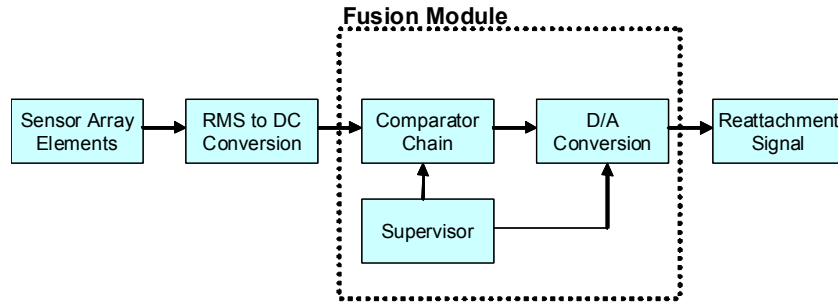 Fusion Module
Sensor Array
Elements
RMS to DC
Conversion
Comparator
Chain
D/A
Conversion
Reattachment
Signal
Supervisor